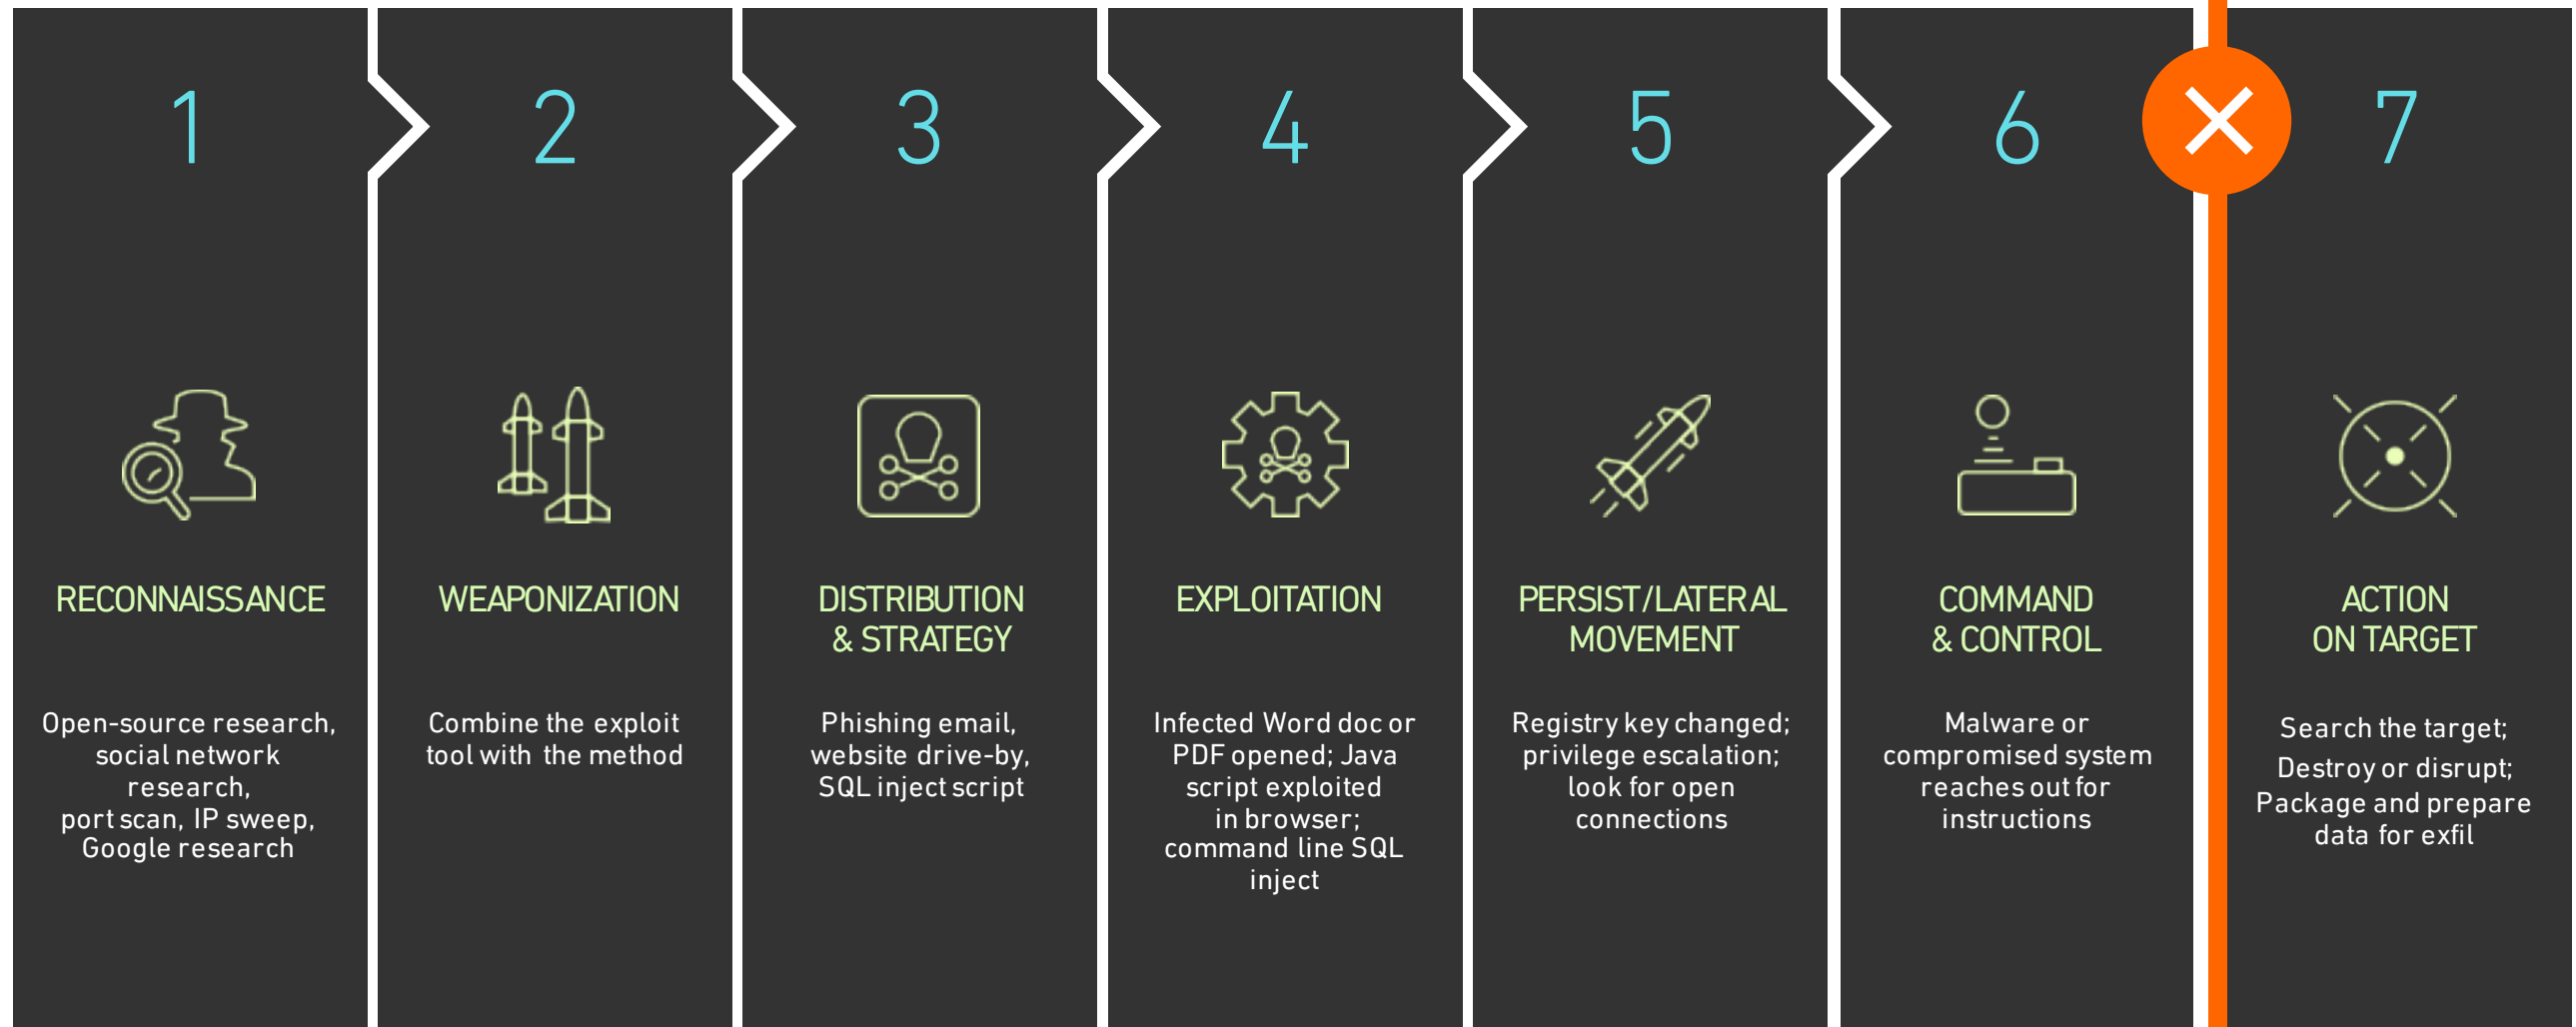 1
RECONNAISSANCE
Open-source research,
social network
research,
port scan, IP sweep,
Google research
2
WEAPONIZATION
Combine the exploit
tool with the method
3
DISTRIBUTION
& STRATEGY
Phishing email,
website drive-by,
SQL inject script
4
EXPLOITATION
Infected Word doc or
PDF opened; Java
script exploited
in browser;
command line SQL
inject
5
PERSIST/LATERAL
MOVEMENT
Registry key changed;
privilege escalation;
look for open
connections
6
COMMAND
& CONTROL
Malware or
compromised system
reaches out for
instructions
7
ACTION
ON TARGET
Search the target;
Destroy or disrupt;
Package and prepare
data for exfil